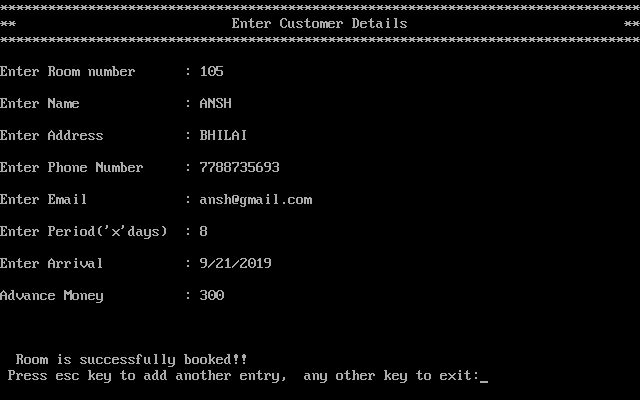 ********************************************************************************
** Enter Customer Details **
********************************************************************************
Enter Room number : 105
Enter Name : ANSH
Enter Address : BHILAI
Enter Phone Number : 7788735693
Enter Email : ansh@gmail.com
Enter Period('x'days) : 8
Enter Arrival : 9/21/2019
Advance Money : 300
Room is successfully booked!!
Press esc key to add another entry, any other key to exit:_